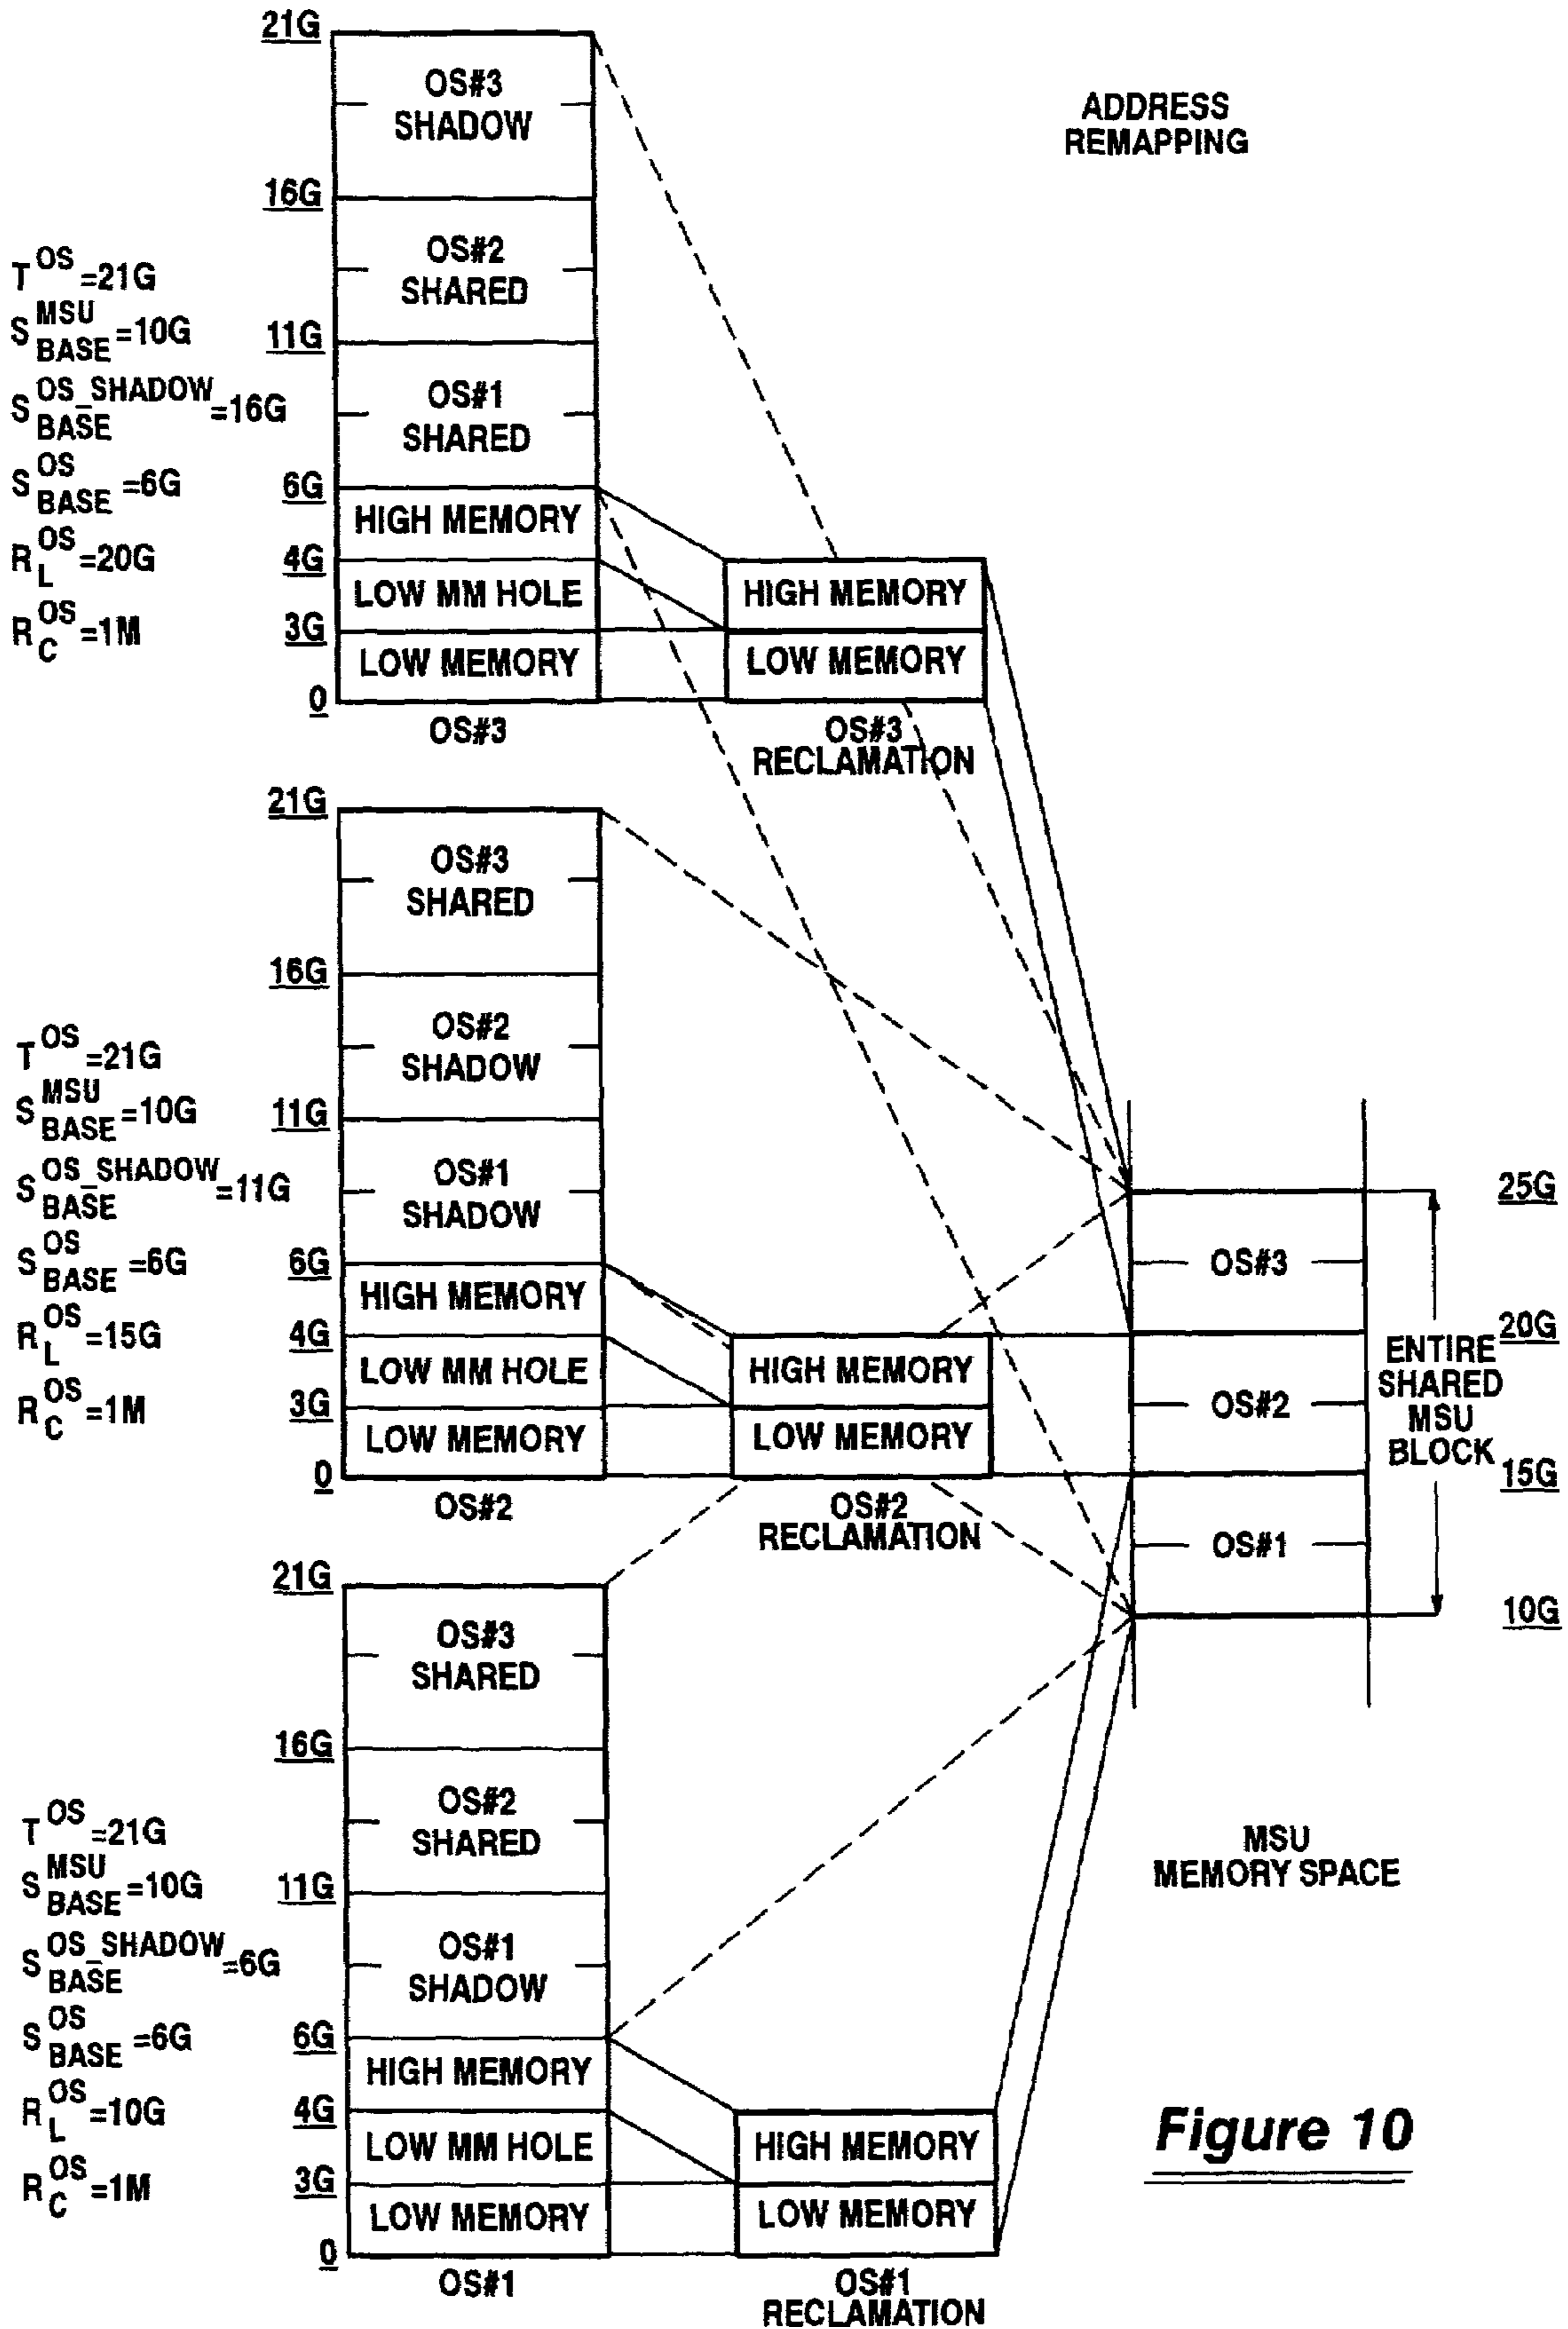 ADDRESS
REMAPPING
21G
OS#3
SHADOW
16G
OS#2
SHARED
11G
OS#1
SHARED
6G
HIGH MEMORY
4G
LOW MM HOLE
3G
LOW MEMORY
0
OS#3
T OS =21G
S MSU BASE =10G
S OS_SHADOW BASE =16G
S OS BASE =6G
R OS L =20G
R OS C =1M
HIGH MEMORY
LOW MEMORY
OS#3
RECLAMATION
21G
OS#3
SHARED
16G
OS#2
SHADOW
11G
OS#1
SHADOW
6G
HIGH MEMORY
4G
LOW MM HOLE
3G
LOW MEMORY
0
OS#2
T OS =21G
S MSU BASE =10G
S OS_SHADOW BASE =11G
S OS BASE =6G
R OS L =15G
R OS C =1M
HIGH MEMORY
LOW MEMORY
OS#2
RECLAMATION
25G
OS#3
20G
OS#2
15G
OS#1
10G
ENTIRE
SHARED
MSU
BLOCK
MSU
MEMORY SPACE
21G
OS#3
SHARED
16G
OS#2
SHARED
11G
OS#1
SHADOW
6G
HIGH MEMORY
4G
LOW MM HOLE
3G
LOW MEMORY
0
OS#1
T OS =21G
S MSU BASE =10G
S OS_SHADOW BASE =6G
S OS BASE =6G
R OS L =10G
R OS C =1M
HIGH MEMORY
LOW MEMORY
OS#1
RECLAMATION
Figure 10